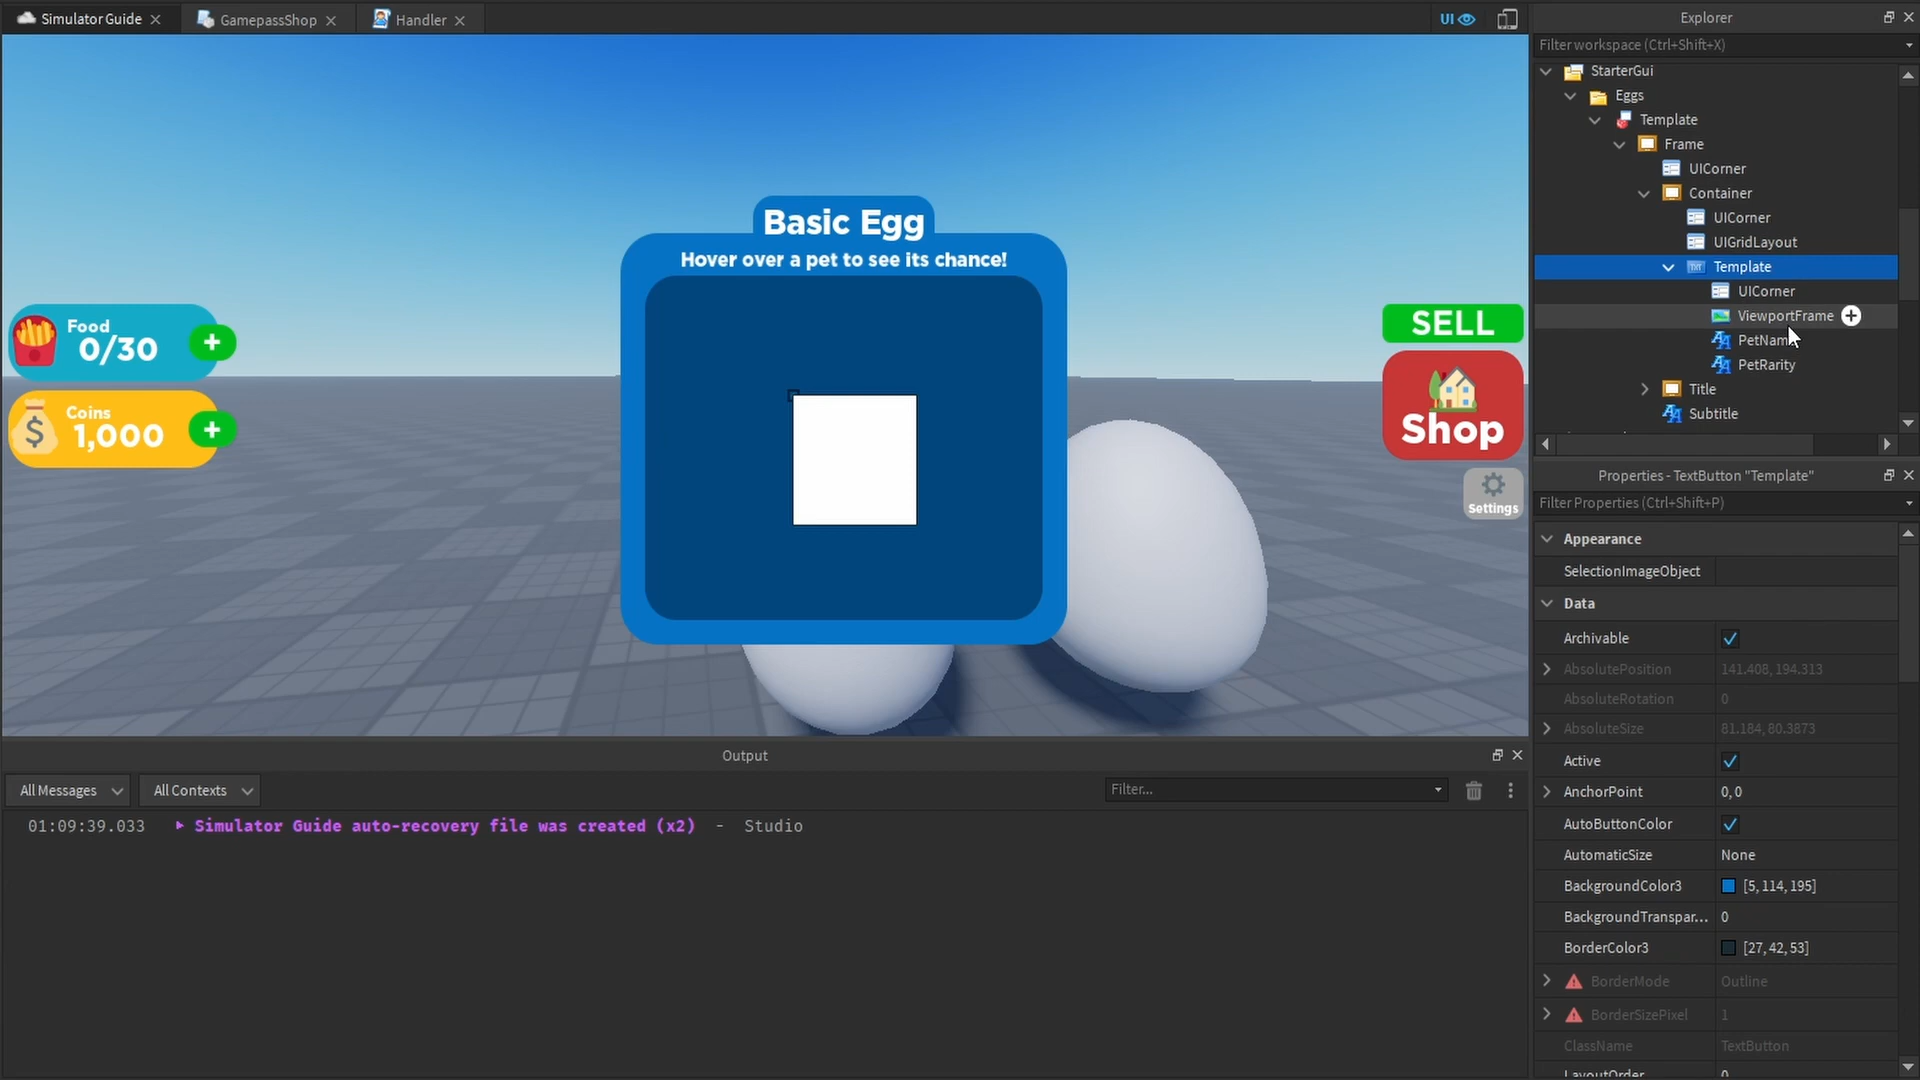 Simulator Guide
GamepassShop
Handler
UI
Explorer
Filter workspace (Ctrl+Shift+X)
StarterGui
Eggs
Template
Frame
UICorner
Container
UICorner
UIGridLayout
TXT Template
UICorner
ViewportFrame
PetName
PetRarity
Title
Subtitle
Basic Egg
Hover over a pet to see its chance!
Food
0/30
+
Coins
1,000
+
$
SELL
Shop
Settings
Properties - TextButton "Template"
Filter Properties (Ctrl+Shift+P)
Appearance
SelectionImageObject
Data
Archivable
AbsolutePosition 141.408, 194.313
AbsoluteRotation 0
AbsoluteSize 81.184, 80.3873
Active
AnchorPoint 0, 0
AutoButtonColor
AutomaticSize None
BackgroundColor3 [5, 114, 195]
BackgroundTranspar... 0
BorderColor3 [27, 42, 53]
BorderMode Outline
BorderSizePixel 1
ClassName TextButton
LayoutOrder 0
Output
All Messages
All Contexts
Filter...
01:09:39.033 Simulator Guide auto-recovery file was created (x2) - Studio